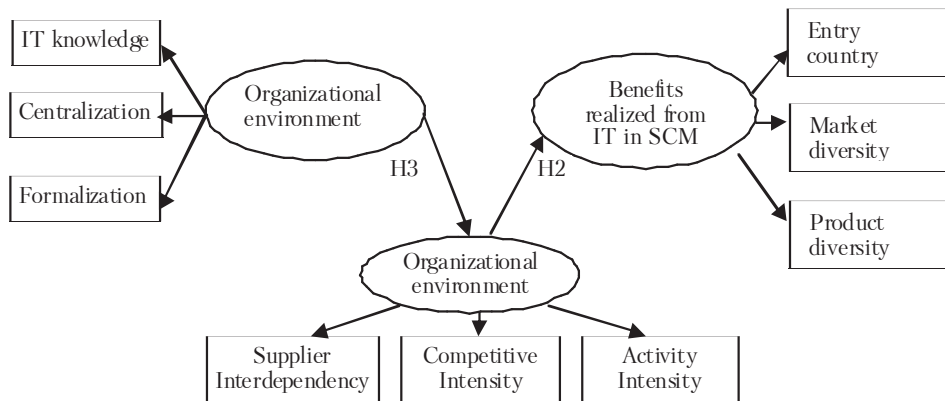 IT knowledge
Centralization
Formalization
Organizational
environment
H3
Benefits
realized from
IT in SCM
H2
Entry
country
Market
diversity
Product
diversity
Organizational
environment
Supplier
Interdependency
Competitive
Intensity
Activity
Intensity